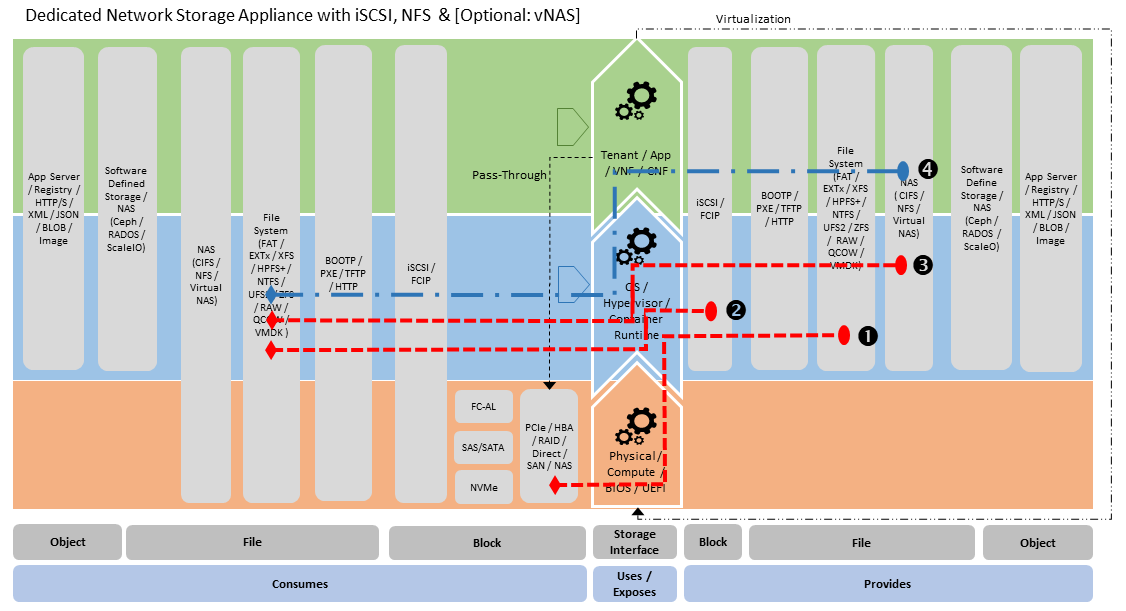 Dedicated Network Storage Appliance with iSCSI, NFS & [Optional: vNAS]
Virtualization
App Server
/ Registry /
HTTP/S /
XML / JSON
/ BLOB /
Image
Software
Defined
Storage /
NAS
(Ceph /
RADOS /
ScaleIO)
NAS
(CIFS /
NFS /
Virtual
NAS)
File
System
(FAT /
EXTx / XFS
/ HPFS+ /
NTFS /
UFS2 / ZFS
/ RAW /
QCOW /
VMDK )
BOOTP /
PXE / TFTP
/ HTTP
iSCSI /
FCIP
Pass-Through
FC-AL
SAS/SATA
NVMe
PCIe / HBA
/ RAID /
Direct /
SAN / NAS
Tenant / App
/ VNF / CNF
OS /
Hypervisor /
Container
Runtime
Physical /
Compute /
BIOS / UEFI
iSCSI /
FCIP
BOOTP /
PXE / TFTP
/ HTTP
File
System
(FAT /
EXTx / XFS
/ HPFS+ /
NTFS /
UFS2 / ZFS
/ RAW /
QCOW /
VMDK)
NAS
( CIFS /
NFS /
Virtual
NAS)
Software
Define
Storage /
NAS
(Ceph /
RADOS /
ScaleIO)
App Server
/ Registry /
HTTP/S /
XML / JSON
/ BLOB /
Image
4
3
2
1
Object
File
Block
Storage
Interface
Block
File
Object
Consumes
Uses /
Exposes
Provides